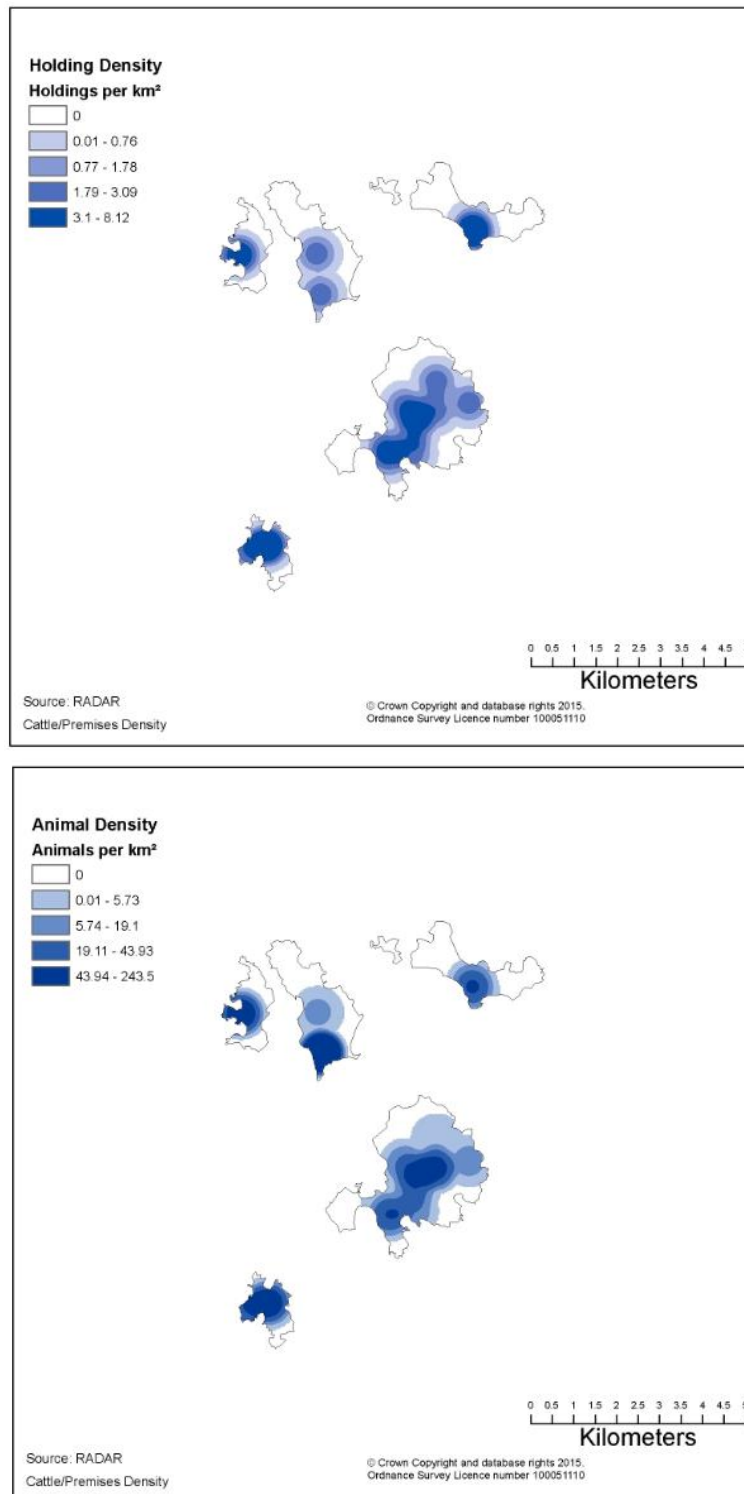 Holding Density
Holdings per km²
0
0.01 - 0.76
0.77 - 1.78
1.79 - 3.09
3.1 - 8.12
0 0.5 1 1.5 2 2.5 3 3.5 4 4.5
Kilometers
Source: RADAR
Cattle/Premises Density
© Crown Copyright and database rights 2015.
Ordnance Survey Licence number 100051110
Animal Density
Animals per km²
0
0.01 - 5.73
5.74 - 19.1
19.11 - 43.93
43.94 - 243.5
0 0.5 1 1.5 2 2.5 3 3.5 4 4.5
Kilometers
Source: RADAR
Cattle/Premises Density
© Crown Copyright and database rights 2015.
Ordnance Survey Licence number 100051110